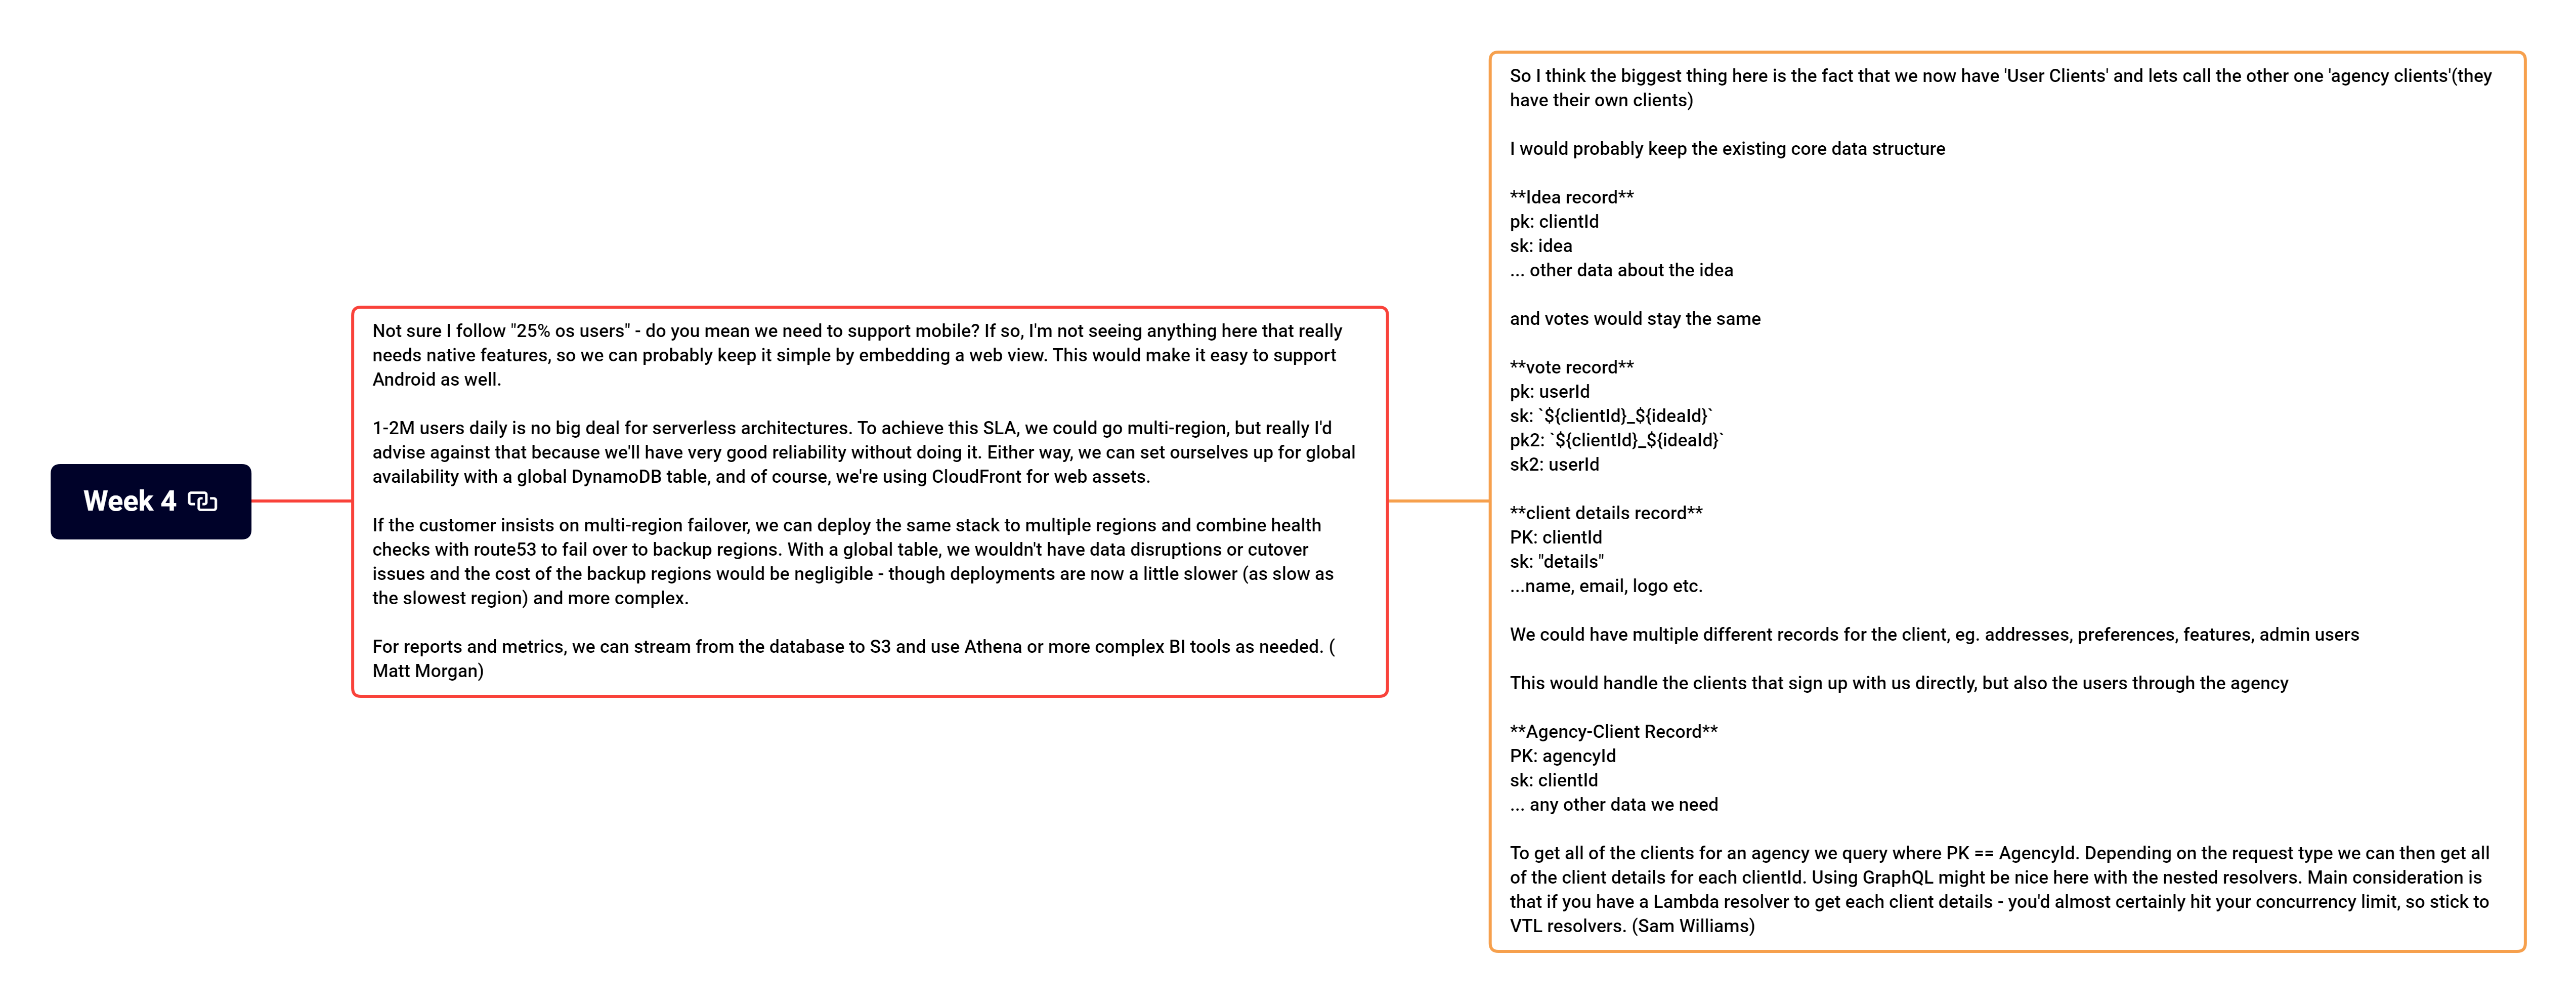 Week 4
Not sure I follow "25% os users" - do you mean we need to support mobile? If so, I'm not seeing anything here that really
needs native features, so we can probably keep it simple by embedding a web view. This would make it easy to support
Android as well.
1-2M users daily is no big deal for serverless architectures. To achieve this SLA, we could go multi-region, but really I'd
advise against that because we'll have very good reliability without doing it. Either way, we can set ourselves up for global
availability with a global DynamoDB table, and of course, we're using CloudFront for web assets.
If the customer insists on multi-region failover, we can deploy the same stack to multiple regions and combine health
checks with route53 to fail over to backup regions. With a global table, we wouldn't have data disruptions or cutover
issues and the cost of the backup regions would be negligible - though deployments are now a little slower (as slow as
the slowest region) and more complex.
For reports and metrics, we can stream from the database to S3 and use Athena or more complex BI tools as needed. (
Matt Morgan)
So I think the biggest thing here is the fact that we now have 'User Clients' and lets call the other one 'agency clients'(they
have their own clients)
I would probably keep the existing core data structure
**Idea record**
pk: clientId
sk: idea
... other data about the idea
and votes would stay the same
**vote record**
pk: userId
sk: `${clientId}_${ideaId}`
pk2: `${clientId}_${ideaId}`
sk2: userId
**client details record**
PK: clientId
sk: "details"
...name, email, logo etc.
We could have multiple different records for the client, eg. addresses, preferences, features, admin users
This would handle the clients that sign up with us directly, but also the users through the agency
**Agency-Client Record**
PK: agencyId
sk: clientId
... any other data we need
To get all of the clients for an agency we query where PK == AgencyId. Depending on the request type we can then get all
of the client details for each clientId. Using GraphQL might be nice here with the nested resolvers. Main consideration is
that if you have a Lambda resolver to get each client details - you'd almost certainly hit your concurrency limit, so stick to
VTL resolvers. (Sam Williams)